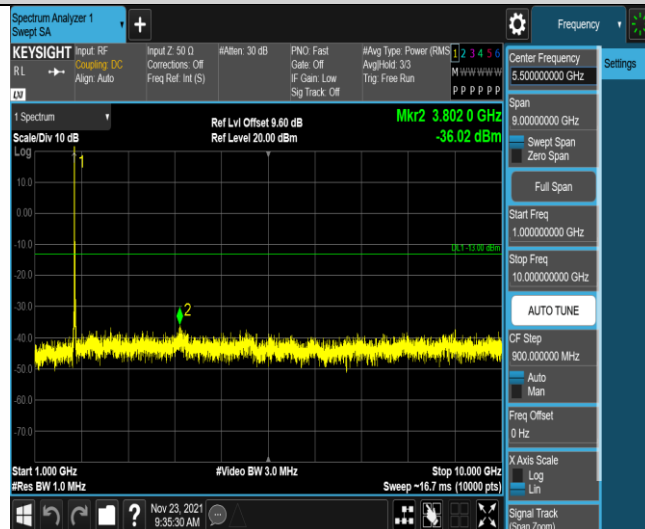 Spectrum Analyzer 1
Swept SA
Frequency
KEYSIGHT
RL
LXI
Input: RF
Coupling: DC
Align: Auto
Input Z: 50 Ω
Corrections: Off
Freq Ref: Int (S)
#Atten: 30 dB
PNO: Fast
Gate: Off
IF Gain: Low
Sig Track: Off
#Avg Type: Power (RMS
Avg|Hold: 3/3
Trig: Free Run
1 2 3 4 5 6
M W W W W W
P P P P P P
1 Spectrum
Scale/Div 10 dB
Log
Ref Lvl Offset 9.60 dB
Ref Level 20.00 dBm
Mkr2 3.802 0 GHz
-36.02 dBm
1
10.0
0.00
-10.0
DL1 -13.00 dBm
-20.0
2
-30.0
-40.0
-50.0
-60.0
-70.0
Start 1.000 GHz
#Res BW 1.0 MHz
#Video BW 3.0 MHz
Stop 10.000 GHz
Sweep ~16.7 ms (10000 pts)
Nov 23, 2021
9:35:30 AM
?
Center Frequency
5.500000000 GHz
Settings
Span
9.00000000 GHz
Swept Span
Zero Span
Full Span
Start Freq
1.000000000 GHz
Stop Freq
10.000000000 GHz
AUTO TUNE
CF Step
900.000000 MHz
Auto
Man
Freq Offset
0 Hz
X Axis Scale
Log
Lin
Signal Track
(Span Zoom)